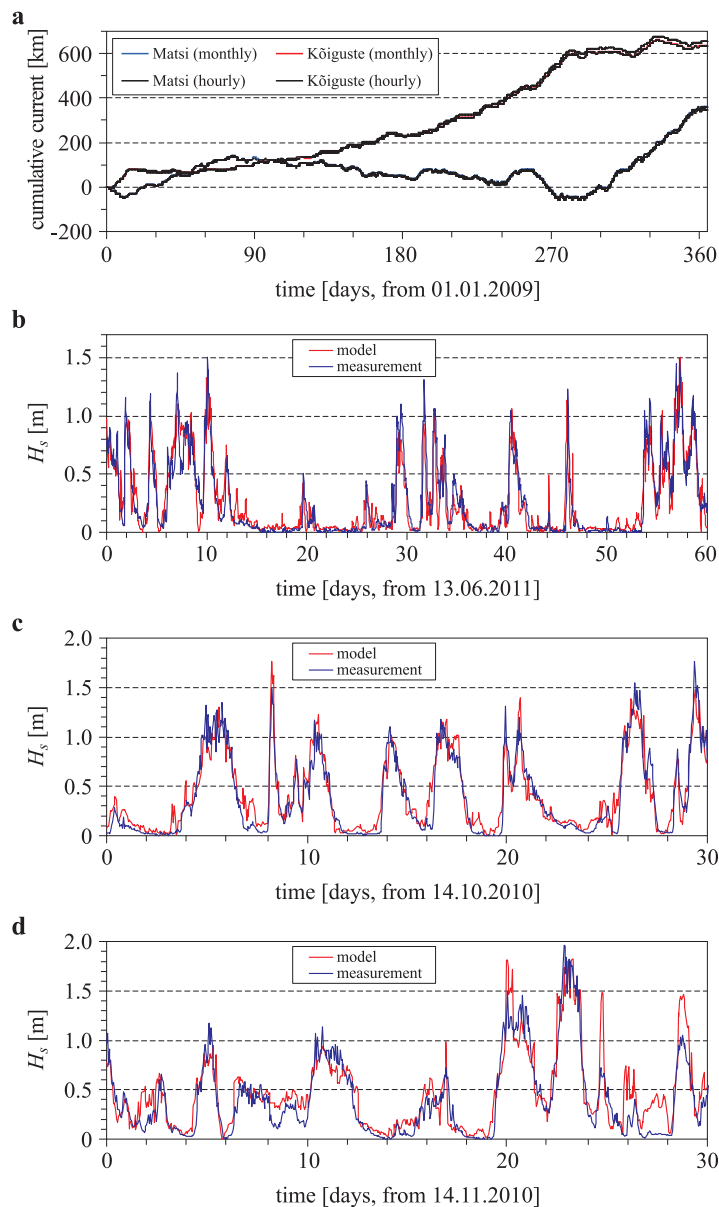 a
cumulative current [km]
600
400
200
0
-200
Matsi (monthly) Kõiguste (monthly)
Matsi (hourly) Kõiguste (hourly)
0 90 180 270 360
time [days, from 01.01.2009]
b
Hs [m]
1.5
1.0
0.5
0
model
measurement
0 10 20 30 40 50 60
time [days, from 13.06.2011]
c
Hs [m]
2.0
1.5
1.0
0.5
0
model
measurement
0 10 20 30
time [days, from 14.10.2010]
d
Hs [m]
2.0
1.5
1.0
0.5
0
model
measurement
0 10 20 30
time [days, from 14.11.2010]